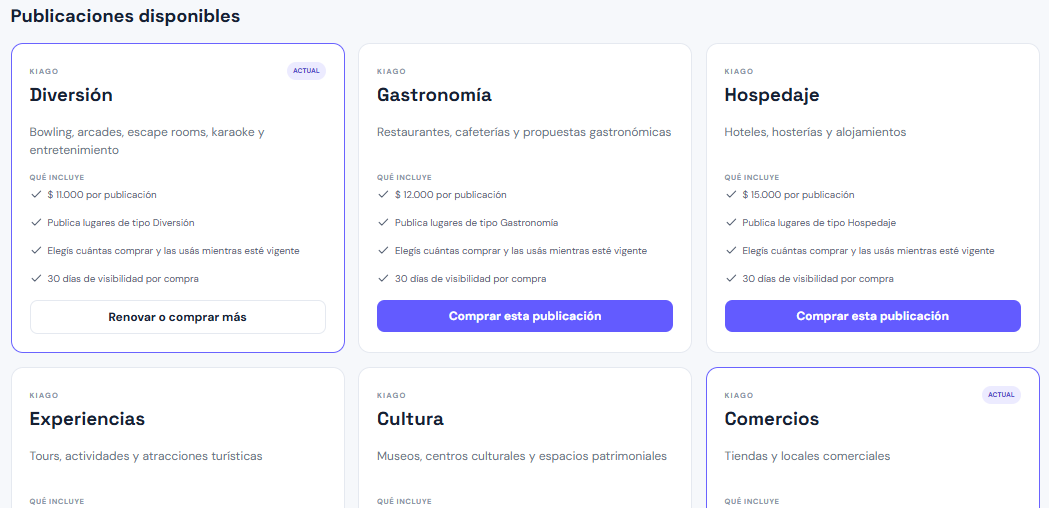 Publicaciones disponibles
KIAGO
ACTUAL
Diversión
Bowling, arcades, escape rooms, karaoke y
entretenimiento
QUÉ INCLUYE
$ 11.000 por publicación
Publica lugares de tipo Diversión
Elegís cuántas comprar y las usás mientras esté vigente
30 días de visibilidad por compra
Renovar o comprar más
KIAGO
Gastronomía
Restaurantes, cafeterías y propuestas gastronómicas
QUÉ INCLUYE
$ 12.000 por publicación
Publica lugares de tipo Gastronomía
Elegís cuántas comprar y las usás mientras esté vigente
30 días de visibilidad por compra
Comprar esta publicación
KIAGO
Hospedaje
Hoteles, hosterías y alojamientos
QUÉ INCLUYE
$ 15.000 por publicación
Publica lugares de tipo Hospedaje
Elegís cuántas comprar y las usás mientras esté vigente
30 días de visibilidad por compra
Comprar esta publicación
KIAGO
Experiencias
Tours, actividades y atracciones turísticas
QUÉ INCLUYE
KIAGO
Cultura
Museos, centros culturales y espacios patrimoniales
QUÉ INCLUYE
KIAGO
ACTUAL
Comercios
Tiendas y locales comerciales
QUÉ INCLUYE